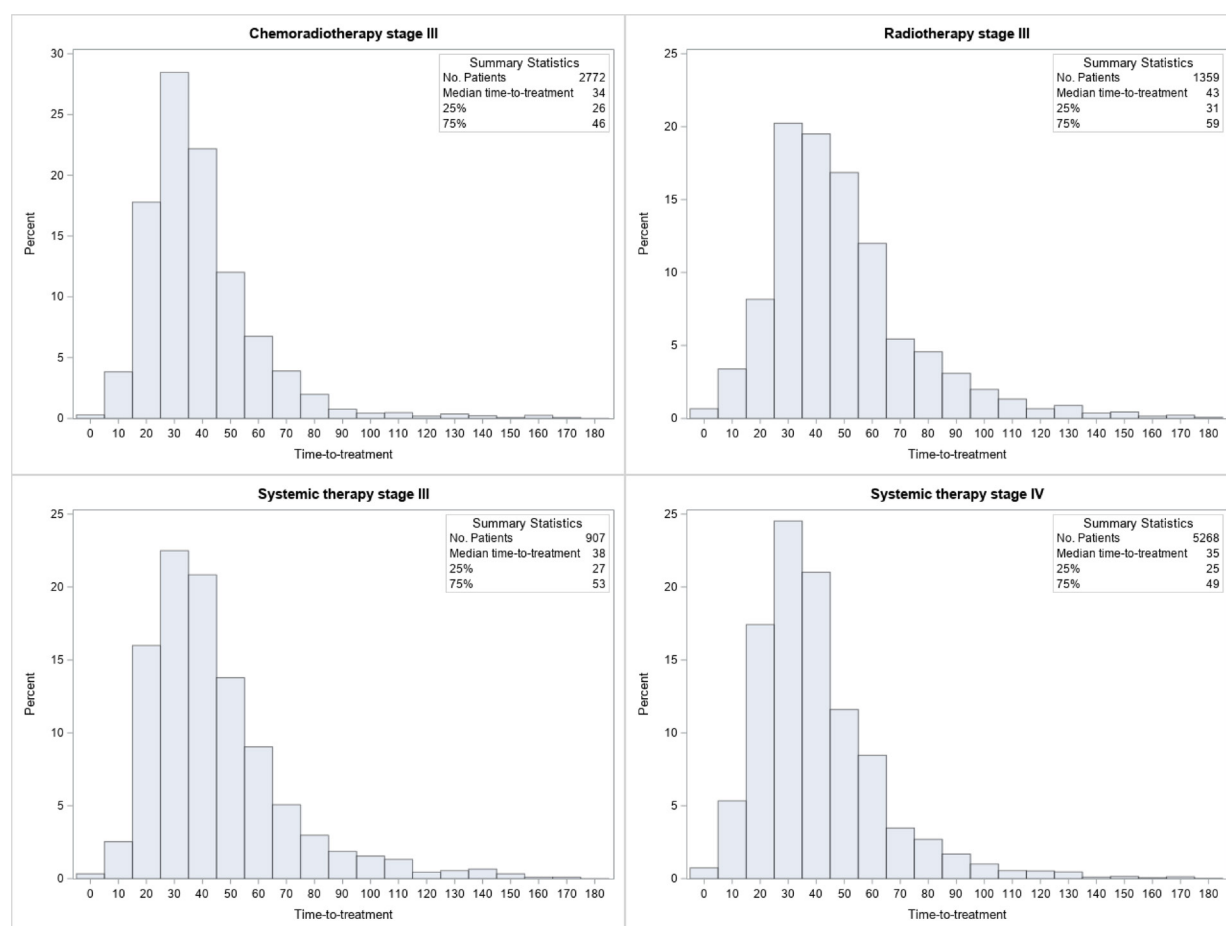 Chemoradiotherapy stage III
Summary Statistics
No. Patients 2772
Median time-to-treatment 34
25% 26
75% 46
30
25
20
15
10
5
0
Percent
0 10 20 30 40 50 60 70 80 90 100 110 120 130 140 150 160 170 180
Time-to-treatment
Radiotherapy stage III
Summary Statistics
No. Patients 1359
Median time-to-treatment 43
25% 31
75% 59
25
20
15
10
5
0
Percent
0 10 20 30 40 50 60 70 80 90 100 110 120 130 140 150 160 170 180
Time-to-treatment
Systemic therapy stage III
Summary Statistics
No. Patients 907
Median time-to-treatment 38
25% 27
75% 53
25
20
15
10
5
0
Percent
0 10 20 30 40 50 60 70 80 90 100 110 120 130 140 150 160 170 180
Time-to-treatment
Systemic therapy stage IV
Summary Statistics
No. Patients 5268
Median time-to-treatment 35
25% 25
75% 49
25
20
15
10
5
0
Percent
0 10 20 30 40 50 60 70 80 90 100 110 120 130 140 150 160 170 180
Time-to-treatment